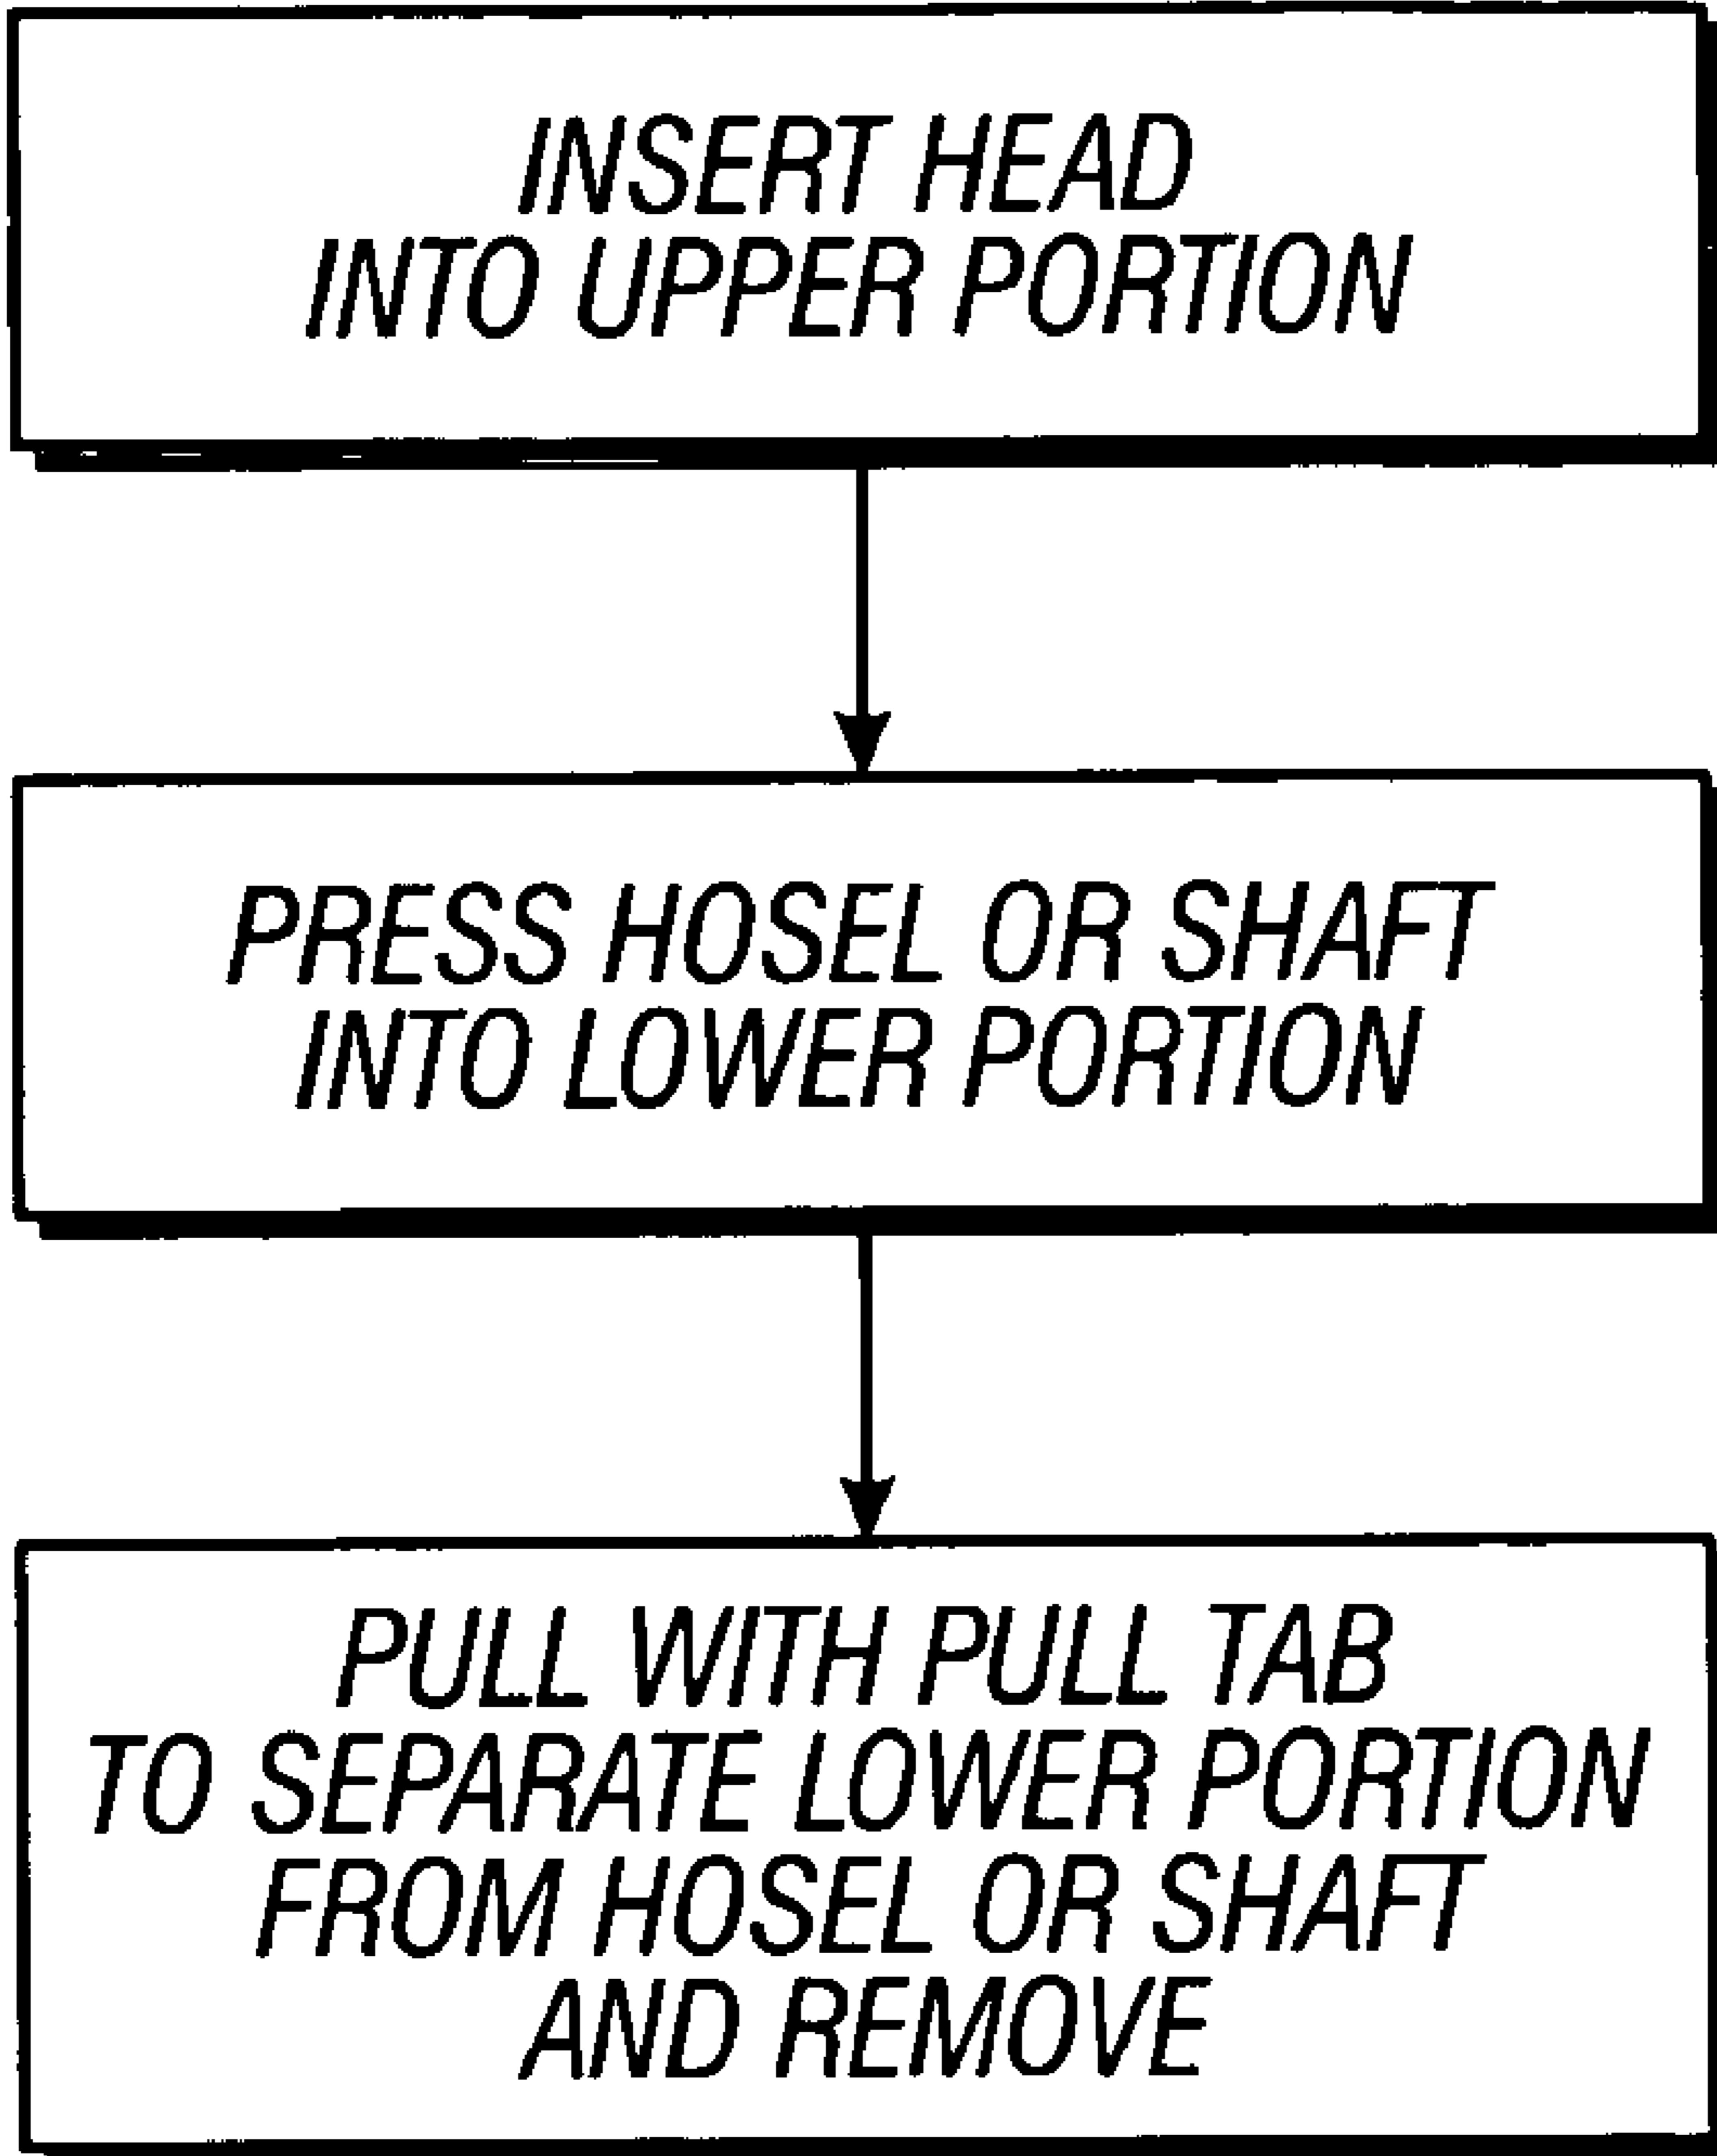 INSERT HEAD
INTO UPPER PORTION
PRESS HOSEL OR SHAFT
INTO LOWER PORTION
PULL WITH PULL TAB
TO SEPARATE LOWER PORTION
FROM HOSEL OR SHAFT
AND REMOVE